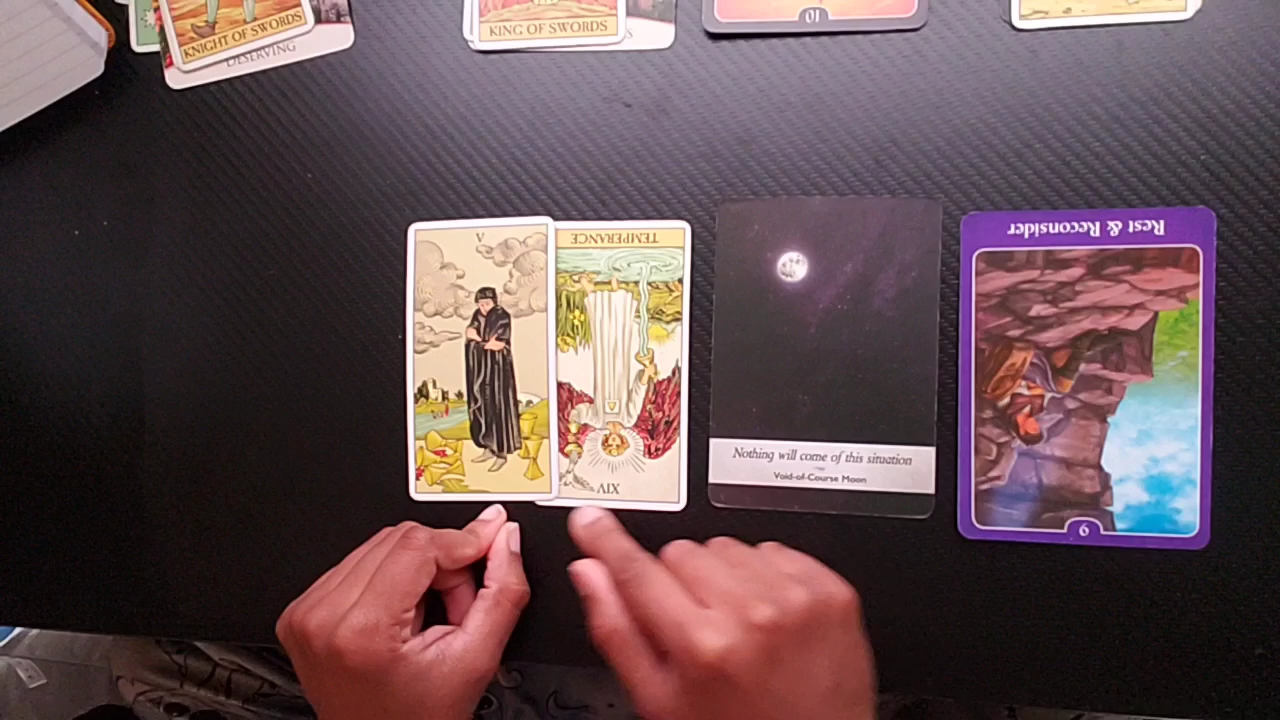 KNIGHT OF SWORDS
DESERVING
KING OF SWORDS
S
10
V
TEMPERANCE
XIV
Nothing will come of this situation
Void-of-Course Moon
Rest & Reconsider
9